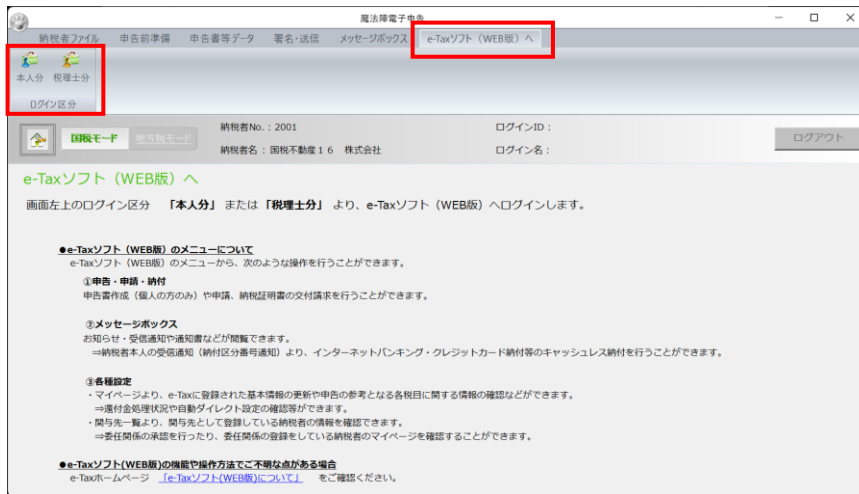 魔法陣電子申告
納税者ファイル 申告前準備 申告書等データ 署名・送信 メッセージボックス e-Taxソフト（WEB版）へ
本人分 税理士分
ログイン区分
国税モード 地方税モード
納税者No.：2001
納税者名：国税不動産１６ 株式会社
ログインID：
ログイン名：
ログアウト
e-Taxソフト（WEB版）へ
画面左上のログイン区分 「本人分」 または 「税理士分」 より、e-Taxソフト（WEB版）へログインします。
●e-Taxソフト（WEB版）のメニューについて
e-Taxソフト（WEB版）のメニューから、次のような操作を行うことができます。
①申告・申請・納付
申告書作成（個人の方のみ）や申請、納税証明書の交付請求を行うことができます。
②メッセージボックス
お知らせ・受信通知や通知書などが閲覧できます。
⇒納税者本人の受信通知（納付区分番号通知）より、インターネットバンキング・クレジットカード納付等のキャッシュレス納付を行うことができます。
③各種設定
・マイページより、e-Taxに登録された基本情報の更新や申告の参考となる各税目に関する情報の確認などができます。
⇒還付金処理状況や自動ダイレクト設定の確認等ができます。
・関与先一覧より、関与先として登録している納税者の情報を確認できます。
⇒委任関係の承認を行ったり、委任関係の登録をしている納税者のマイページを確認することができます。
●e-Taxソフト(WEB版)の機能や操作方法でご不明な点がある場合
e-Taxホームページ 「e-Taxソフト(WEB版)について」 をご確認ください。